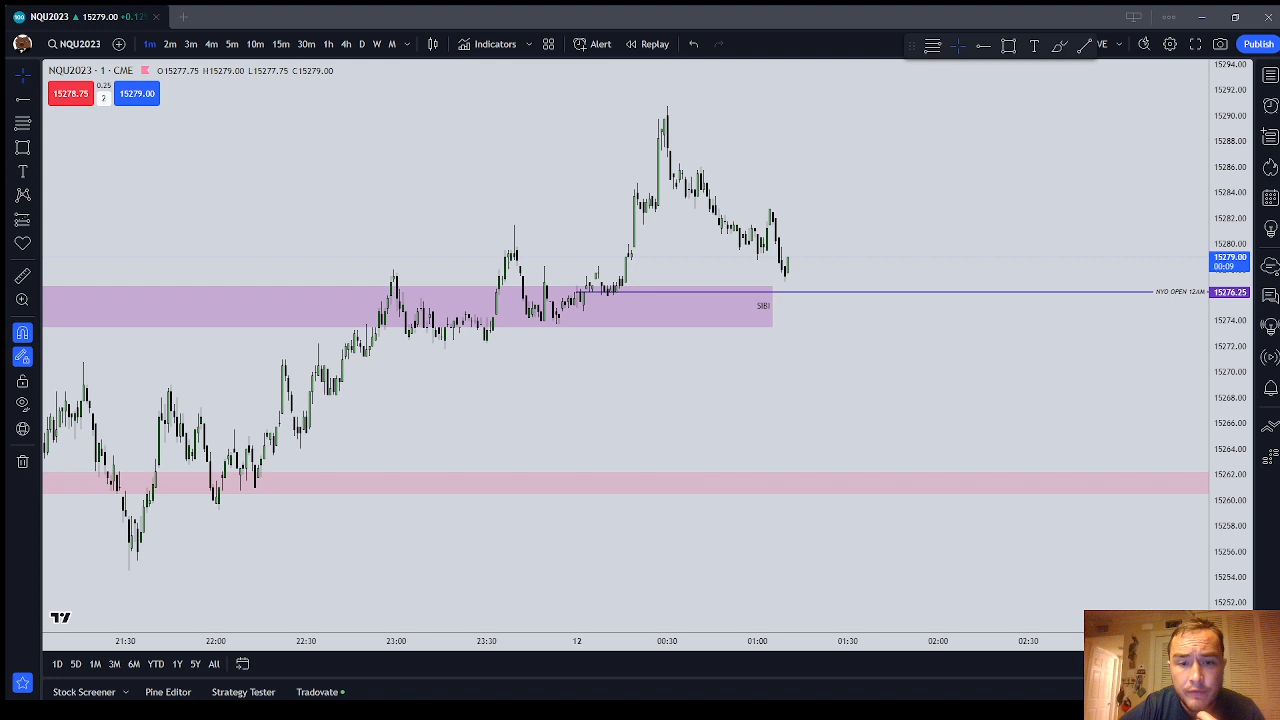 100 NQU2023 ▲ 15279.00 +0.12%
NQU2023 1m 2m 3m 4m 5m 10m 15m 30m 1h 4h D W M Indicators Alert Replay Publish
NQU2023 · 1 · CME O15277.75 H15279.00 L15277.75 C15279.00
15278.75 0.25 2 15279.00
15294.00
15292.00
15290.00
15288.00
15286.00
15284.00
15282.00
15280.00
15279.00
00:09
NYO OPEN 12AM 15276.25
SIBI
15274.00
15272.00
15270.00
15268.00
15266.00
15264.00
15262.00
15260.00
15258.00
15256.00
15254.00
15252.00
21:30 22:00 22:30 23:00 23:30 12 00:30 01:00 01:30 02:00 02:30
1D 5D 1M 3M 6M YTD 1Y 5Y All
Stock Screener Pine Editor Strategy Tester Tradovate